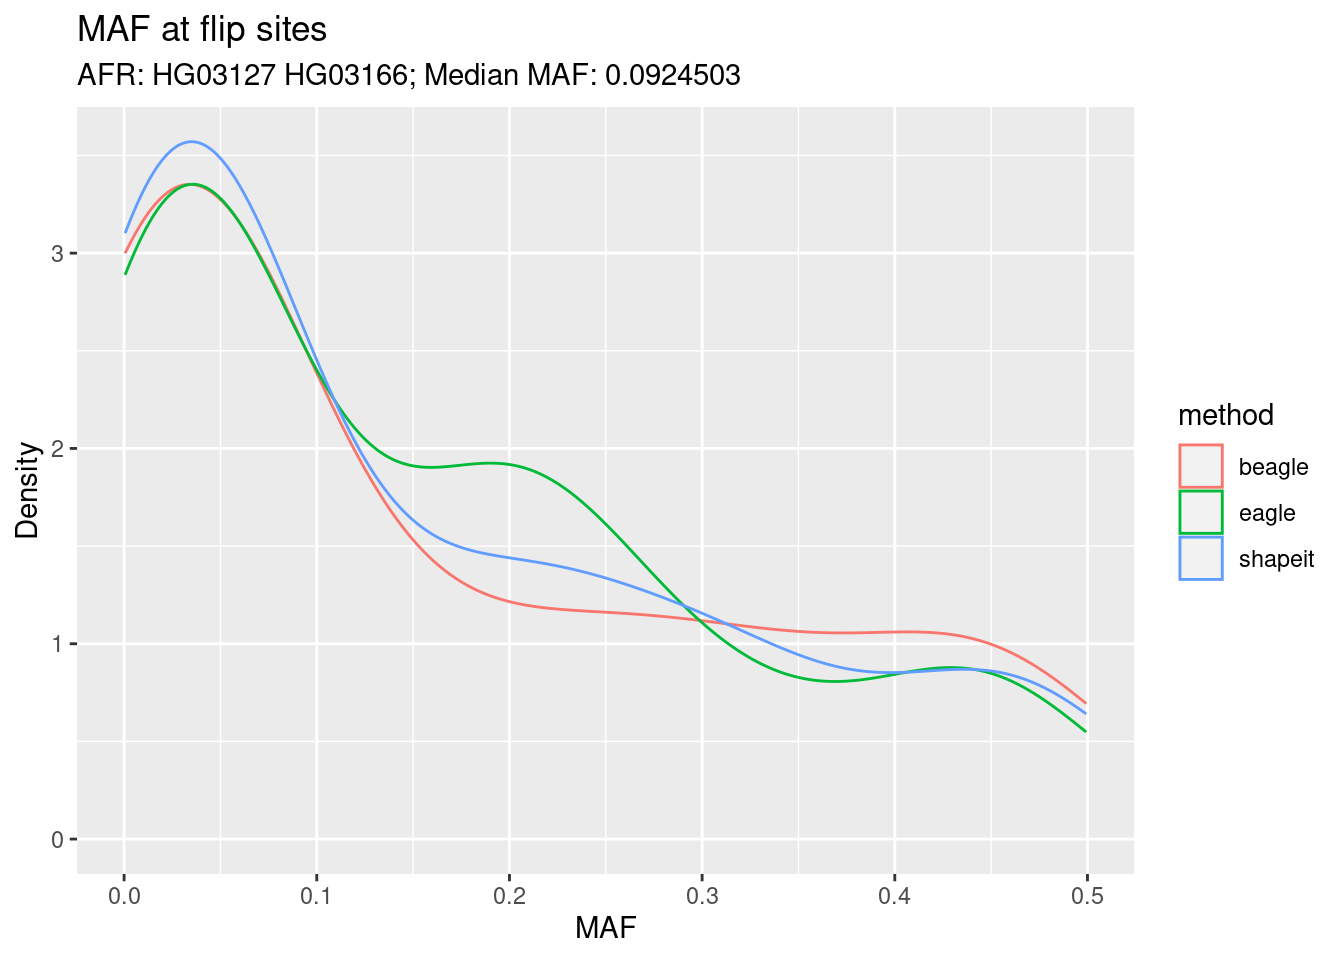 MAF at flip sites
AFR: HG03127 HG03166; Median MAF: 0.0924503
Density
3
2
1
0
0.0 0.1 0.2 0.3 0.4 0.5
MAF
method
beagle
eagle
shapeit